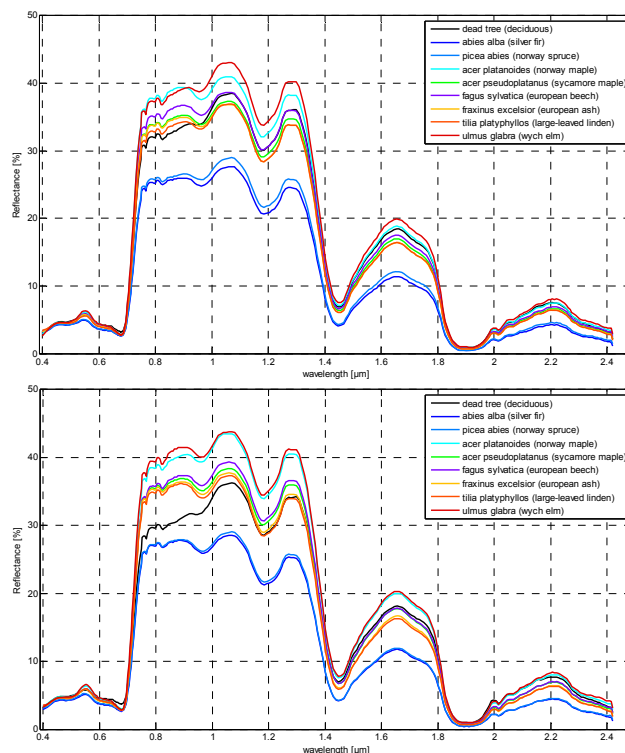 50
40
30
20
10
0
Reflectance [%]
dead tree (deciduous)
abies alba (silver fir)
picea abies (norway spruce)
acer platanoides (norway maple)
acer pseudoplatanus (sycamore maple)
fagus sylvatica (european beech)
fraxinus excelsior (european ash)
tilia platyphyllos (large-leaved linden)
ulmus glabra (wych elm)
0.4 0.6 0.8 1 1.2 1.4 1.6 1.8 2 2.2 2.4
wavelength [µm]
50
40
30
20
10
0
Reflectance [%]
dead tree (deciduous)
abies alba (silver fir)
picea abies (norway spruce)
acer platanoides (norway maple)
acer pseudoplatanus (sycamore maple)
fagus sylvatica (european beech)
fraxinus excelsior (european ash)
tilia platyphyllos (large-leaved linden)
ulmus glabra (wych elm)
0.4 0.6 0.8 1 1.2 1.4 1.6 1.8 2 2.2 2.4
wavelength [µm]